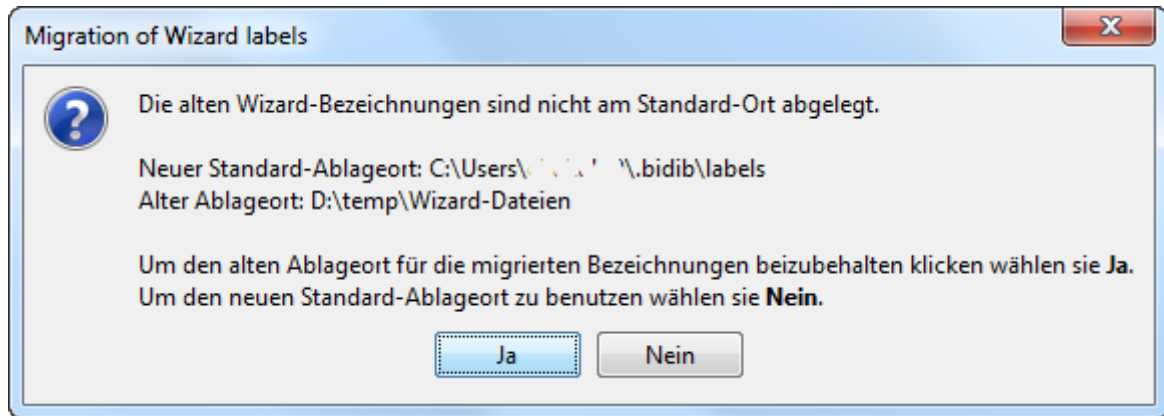 Migration of Wizard labels
Die alten Wizard-Bezeichnungen sind nicht am Standard-Ort abgelegt.
Neuer Standard-Ablageort: C:\Users\ \.bidib\labels
Alter Ablageort: D:\temp\Wizard-Dateien
Um den alten Ablageort für die migrierten Bezeichnungen beizubehalten klicken wählen sie Ja.
Um den neuen Standard-Ablageort zu benutzen wählen sie Nein.
Ja
Nein